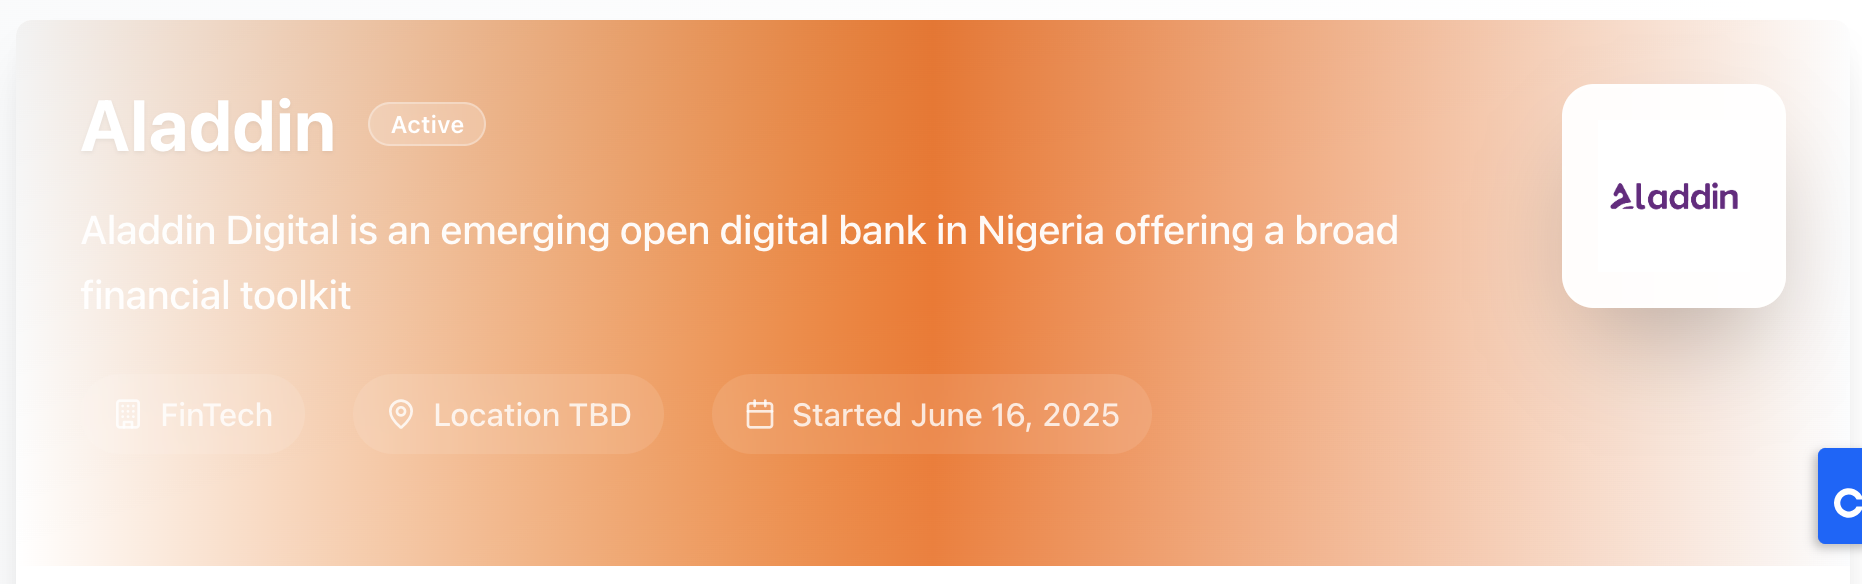 Aladdin
Active
Aladdin Digital is an emerging open digital bank in Nigeria offering a broad
financial toolkit
Aladdin
FinTech
Location TBD
Started June 16, 2025